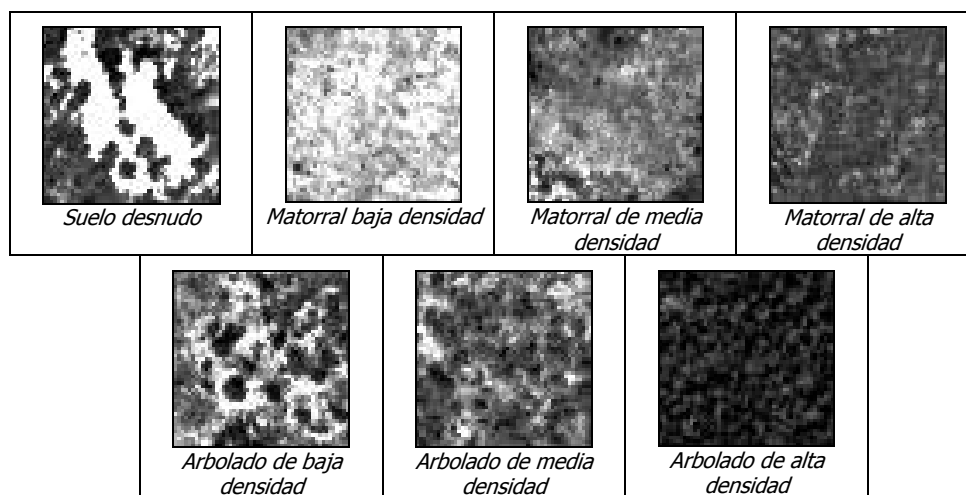 Suelo desnudo
Matorral baja densidad
Matorral de media
densidad
Matorral de alta
densidad
Arbolado de baja
densidad
Arbolado de media
densidad
Arbolado de alta
densidad